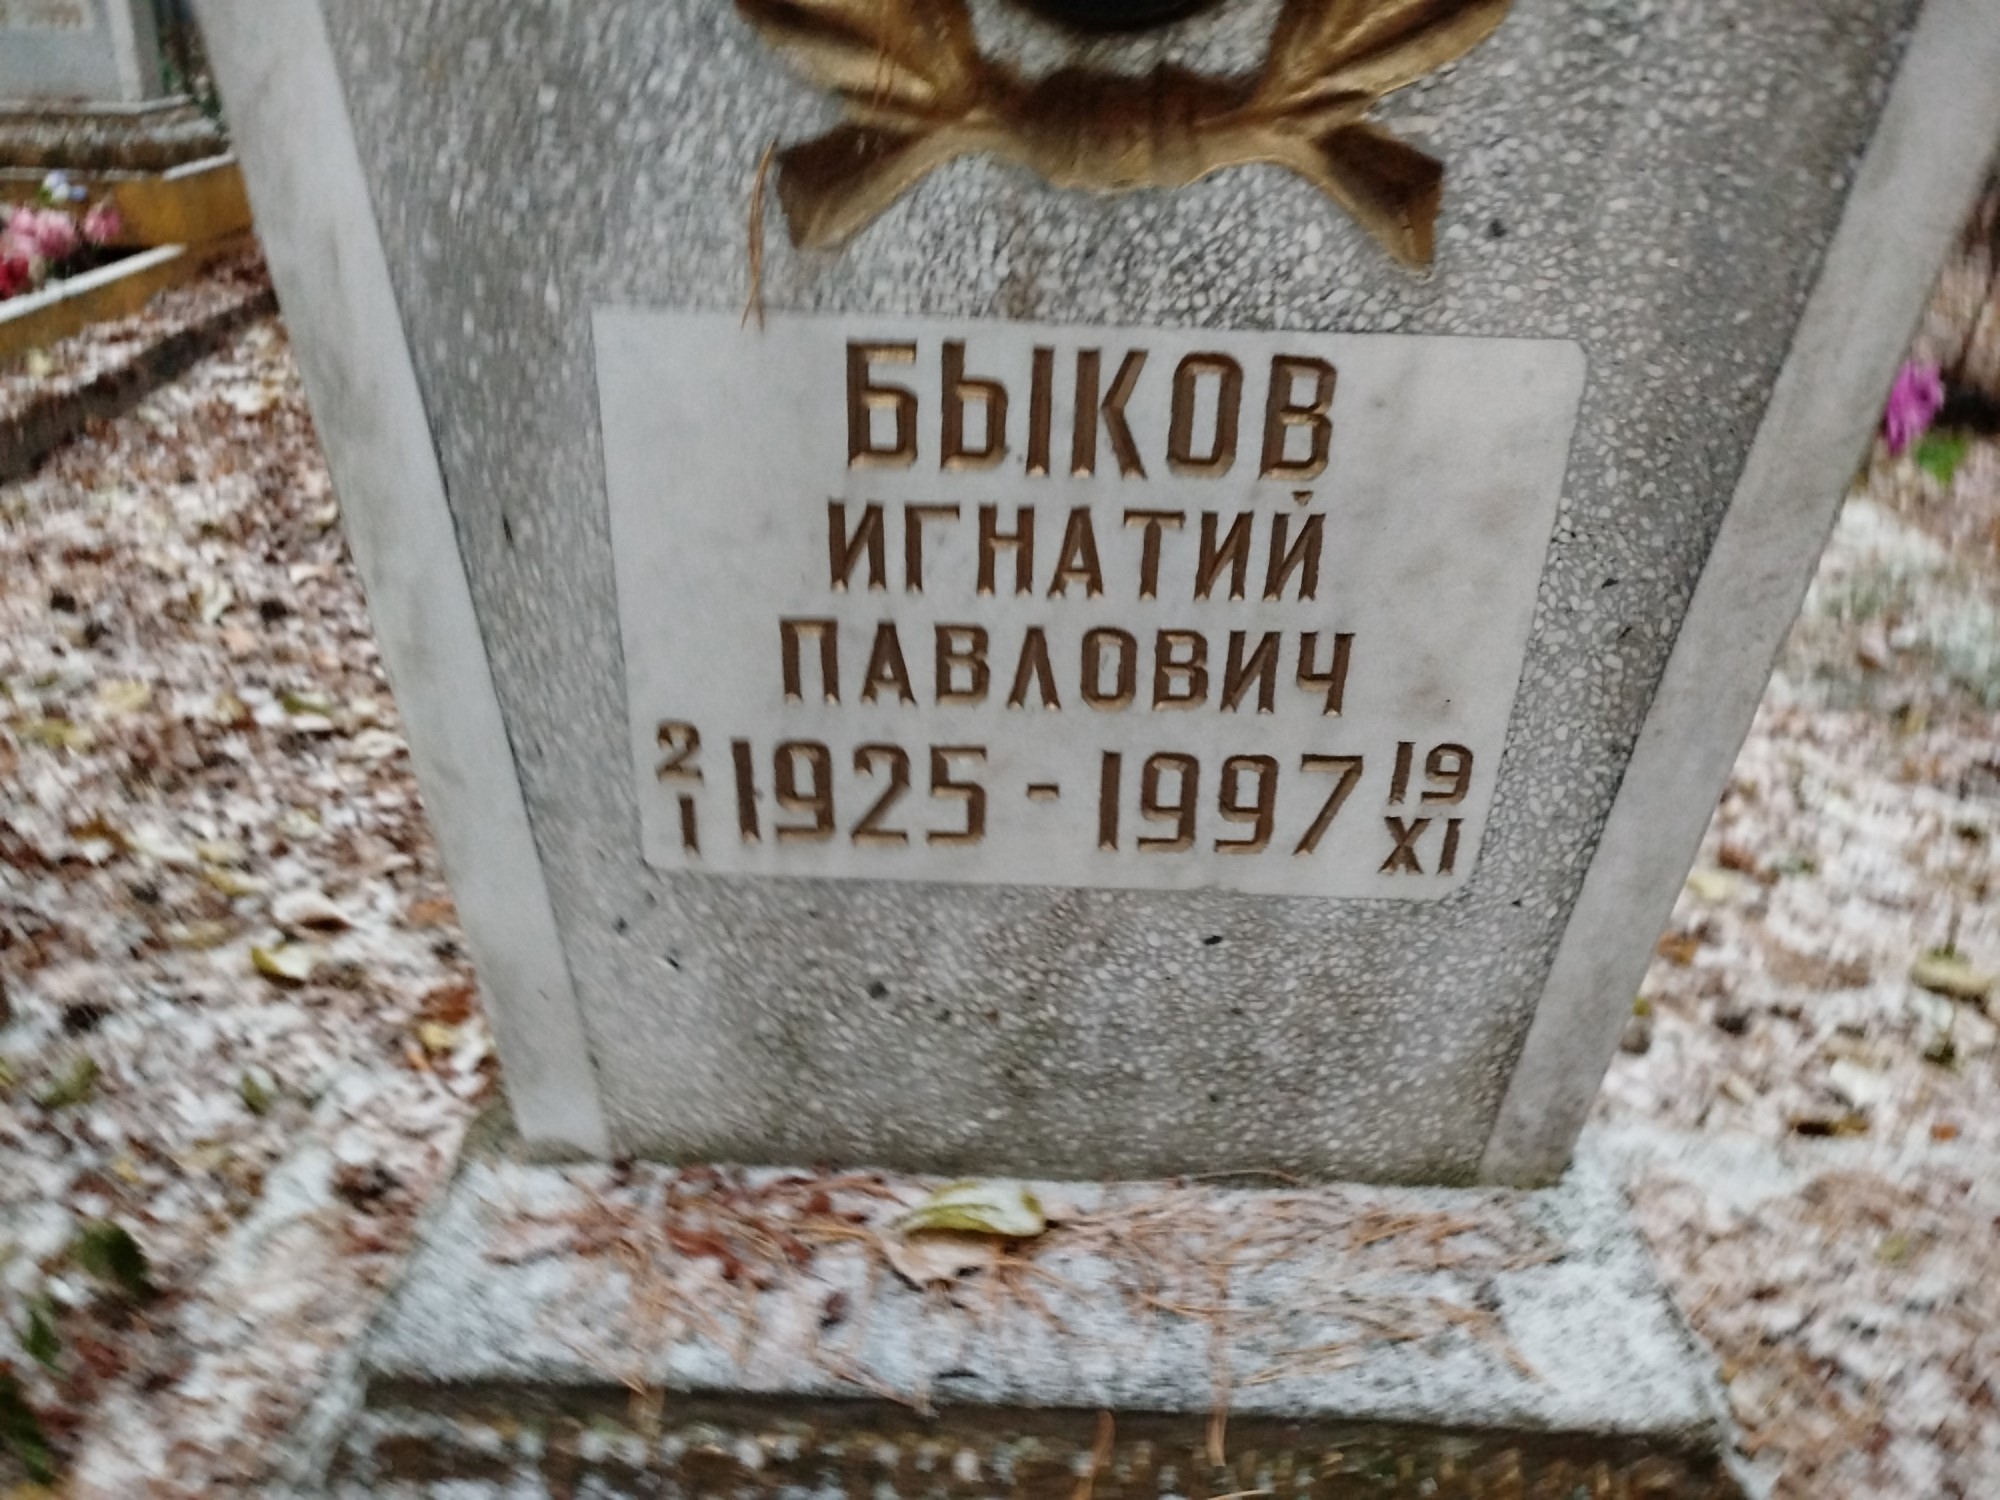 БЫКОВ
ИГНАТИЙ
ПАВЛОВИЧ
2/I 1925 - 1997 19/XI